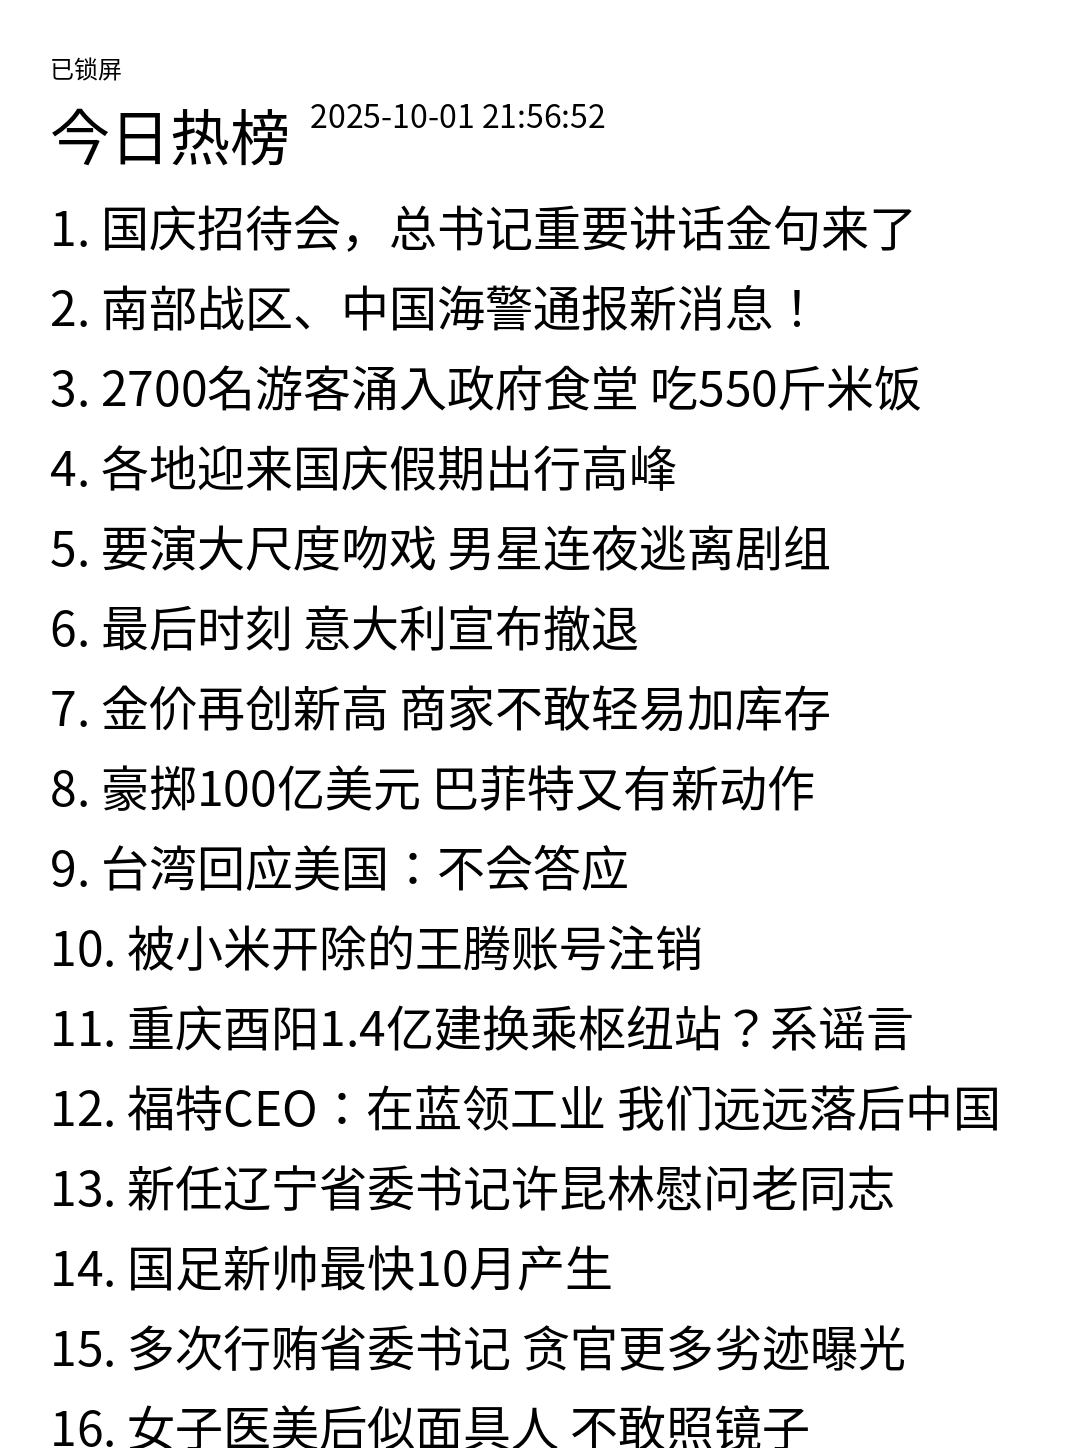 已锁屏
今日热榜 2025-10-01 21:56:52
1. 国庆招待会，总书记重要讲话金句来了
2. 南部战区、中国海警通报新消息！
3. 2700名游客涌入政府食堂 吃550斤米饭
4. 各地迎来国庆假期出行高峰
5. 要演大尺度吻戏 男星连夜逃离剧组
6. 最后时刻 意大利宣布撤退
7. 金价再创新高 商家不敢轻易加库存
8. 豪掷100亿美元 巴菲特又有新动作
9. 台湾回应美国：不会答应
10. 被小米开除的王腾账号注销
11. 重庆酉阳1.4亿建换乘枢纽站？系谣言
12. 福特CEO：在蓝领工业 我们远远落后中国
13. 新任辽宁省委书记许昆林慰问老同志
14. 国足新帅最快10月产生
15. 多次行贿省委书记 贪官更多劣迹曝光
16. 女子医美后似面具人 不敢照镜子